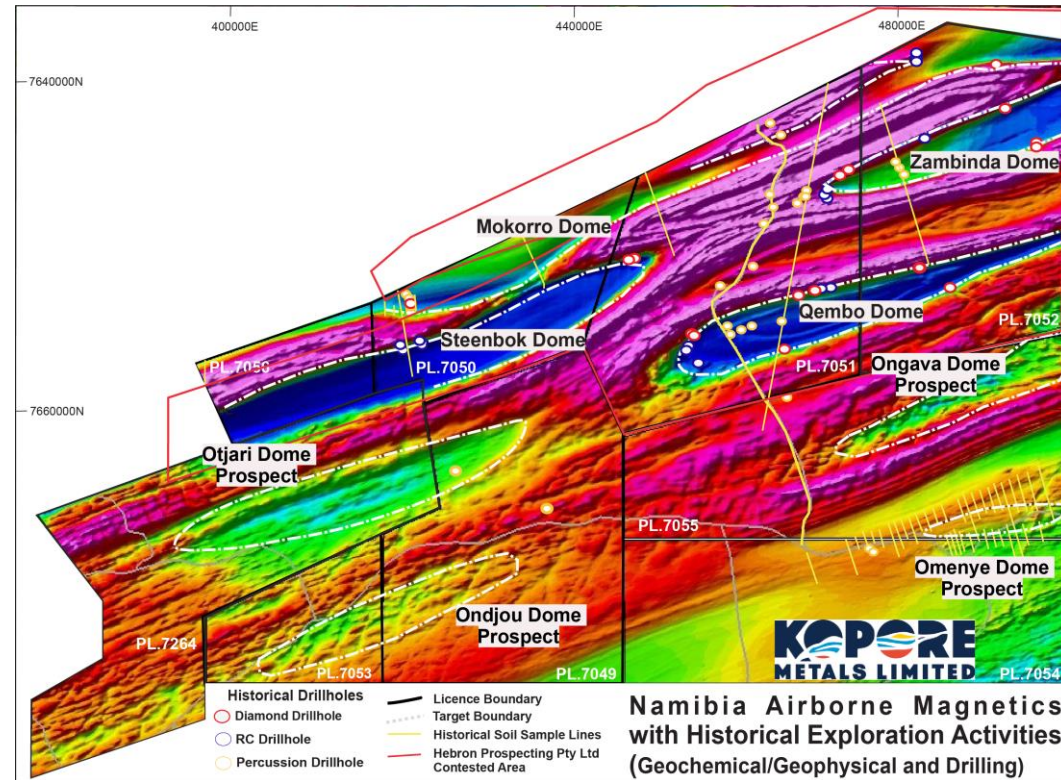 400000E
440000E
480000E
7640000N
Zambinda Dome
Mokorro Dome
Qembo Dome
Steenbok Dome
PL.7052
PL.7050
PL.7051
Ongava Dome
Prospect
7660000N
Otjari Dome
Prospect
PL.7055
Omenye Dome
Prospect
Ondjou Dome
Prospect
KOPORE
METALS LIMITED
PL.7264
PL.7053
PL.7049
PL.7054
Historical Drillholes
Diamond Drillhole
RC Drillhole
Percussion Drillhole
Licence Boundary
Target Boundary
Historical Soil Sample Lines
Hebron Prospecting Pty Ltd
Contested Area
Namibia Airborne Magnetics
with Historical Exploration Activities
(Geochemical/Geophysical and Drilling)